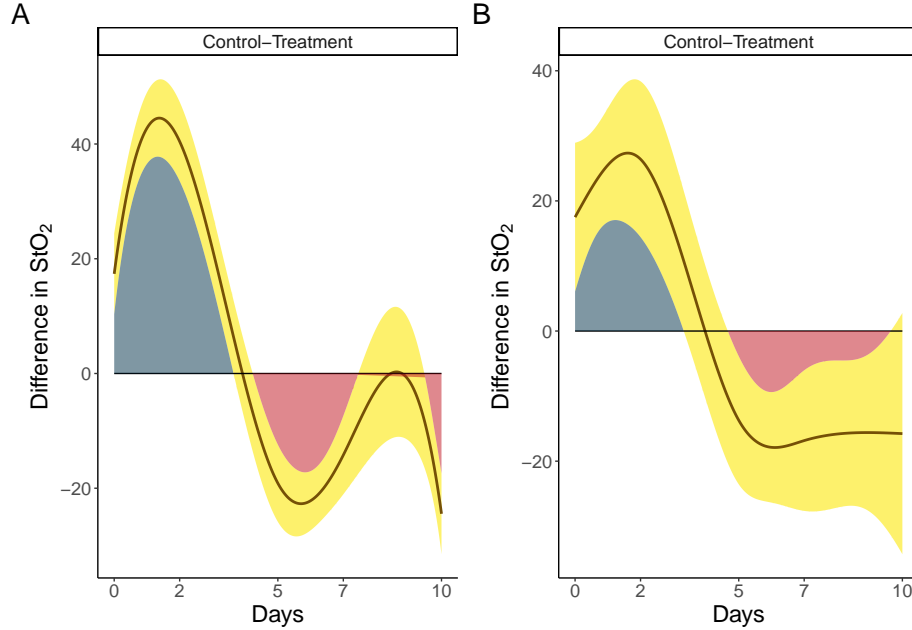 A
Control−Treatment
Difference in StO2
40
20
0
−20
0 2 5 7 10
Days
B
Control−Treatment
Difference in StO2
40
20
0
−20
0 2 5 7 10
Days